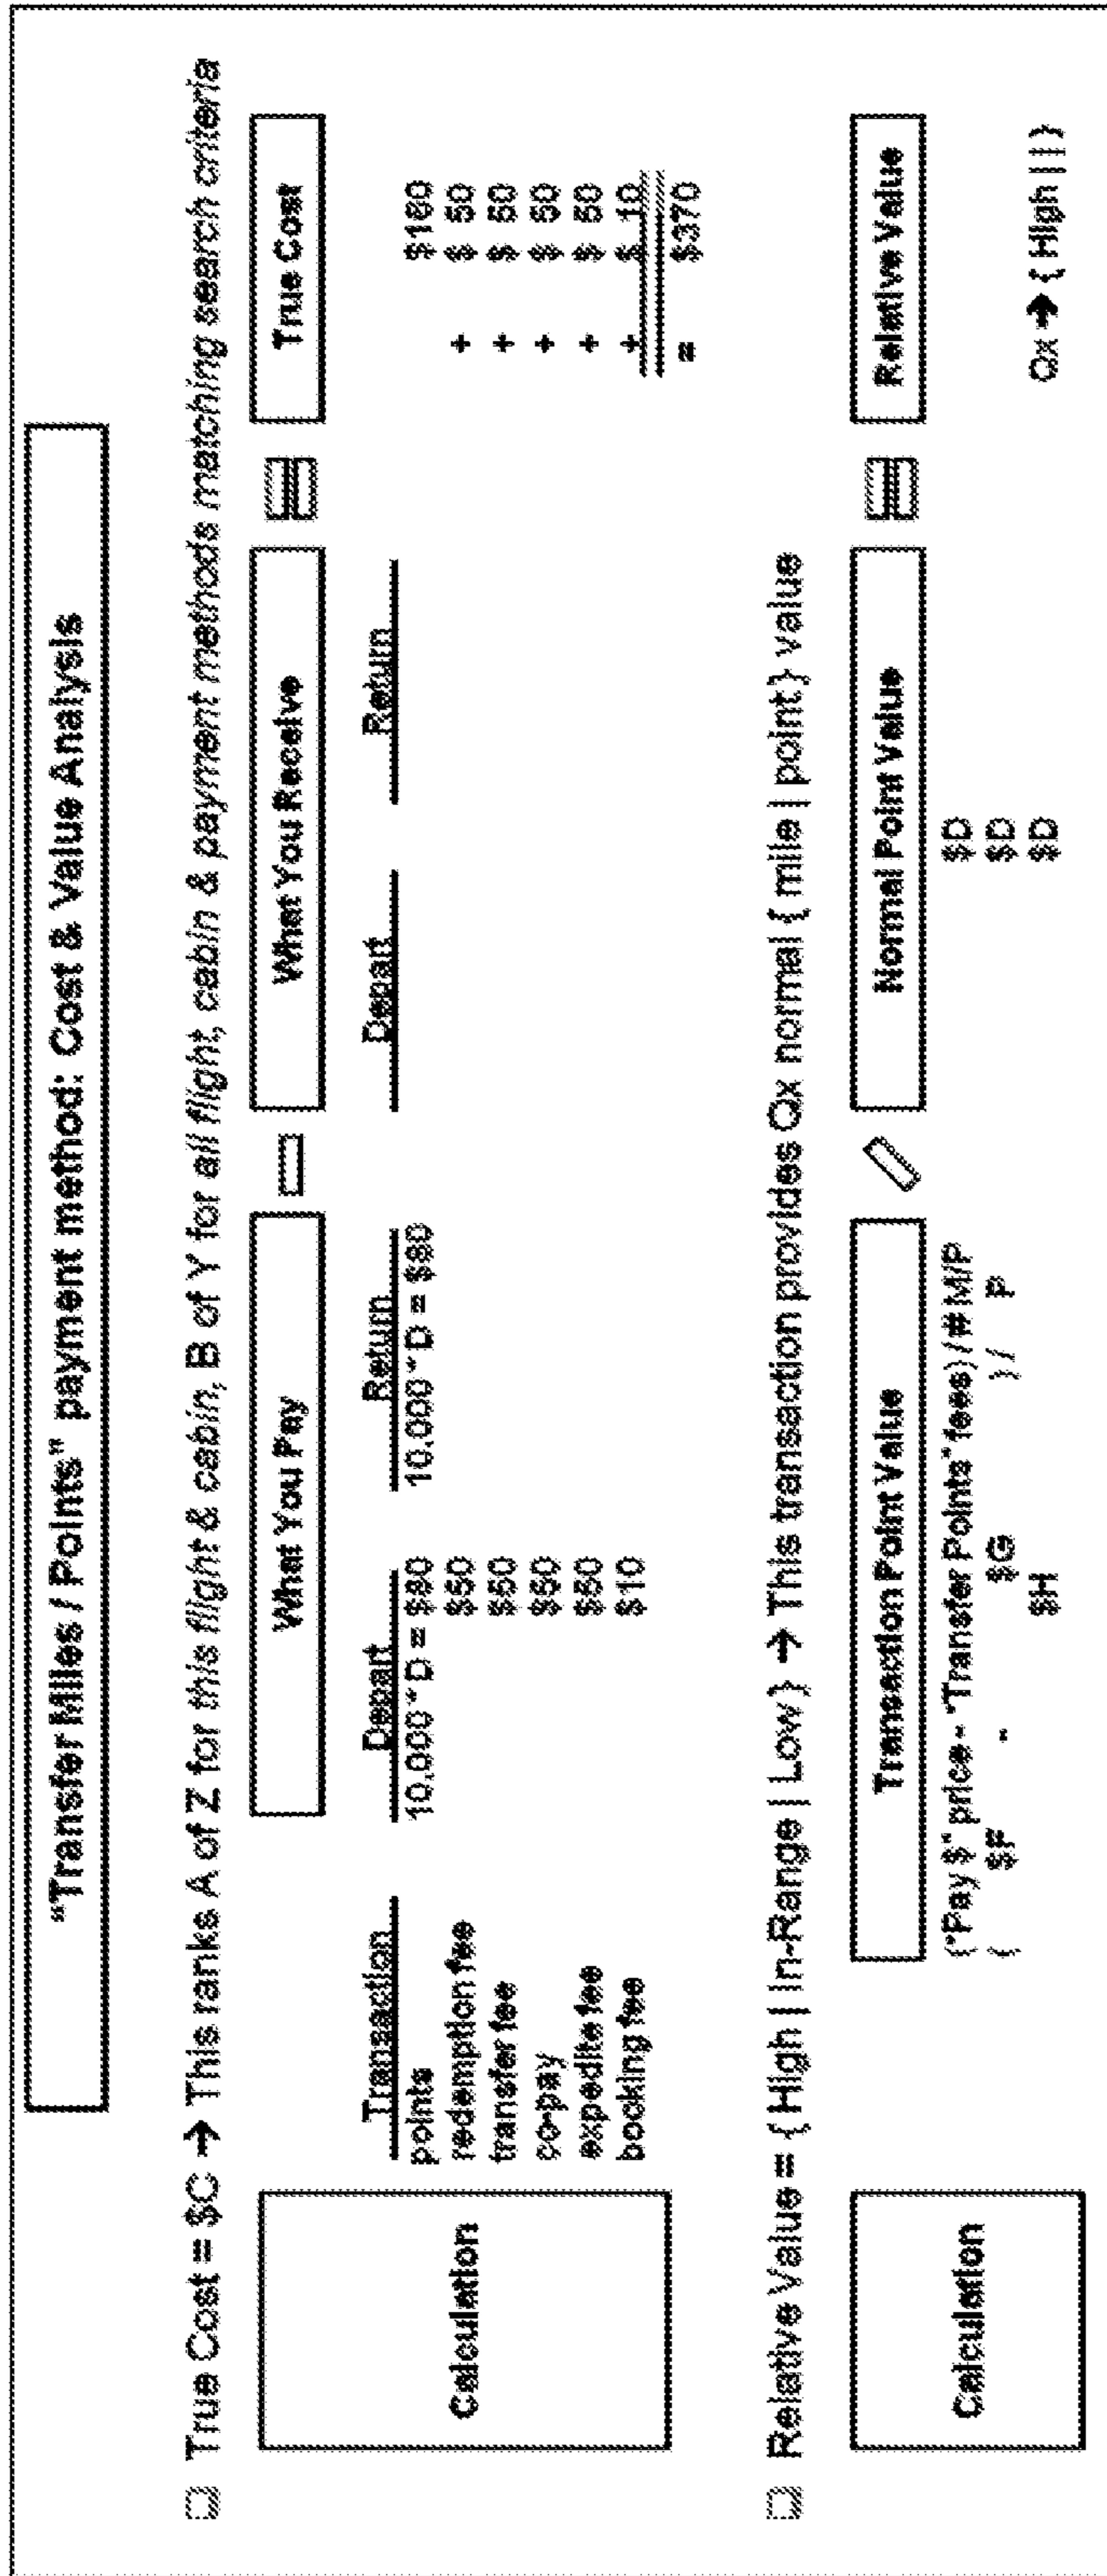 "Transfer Miles / Points" payment method: Cost & Value Analysis
True Cost = $C ➔ This ranks A of Z for this flight & cabin, B of Y for all flight, cabin & payment methods matching search criteria
Calculation
What You Pay
What You Receive
True Cost
Transaction Depart Return Depart Return
points 10,000*D = $80 10,000*D = $80 $160
redemption fee $50 + $ 50
transfer fee $50 + $ 50
co-pay $50 + $ 50
expedite fee $50 + $ 50
booking fee $10 + $ 10
= $370
Relative Value = { High | In-Range | Low } ➔ This transaction provides Qx normal { mile | point } value
Calculation
Transaction Point Value
Normal Point Value
Relative Value
("Pay $" price - "Transfer Points" fees) / # M/P $D
( $F - $G ) / P $D
$H $D Qx ➔ { High | | }